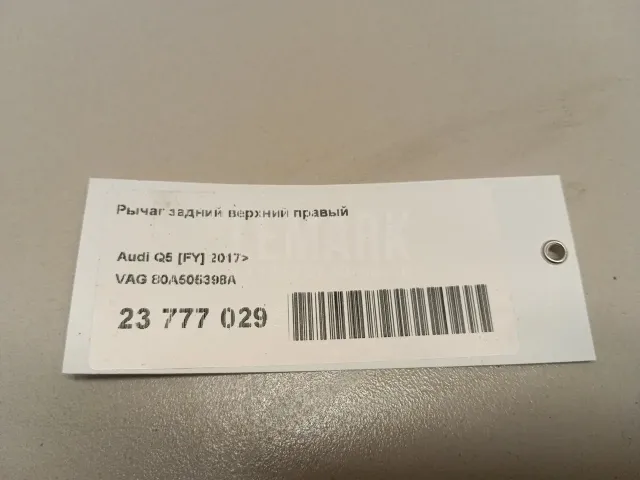 Рычаг задний верхний правый
Audi Q5 [FY] 2017>
VAG 80A505398A
23 777 029